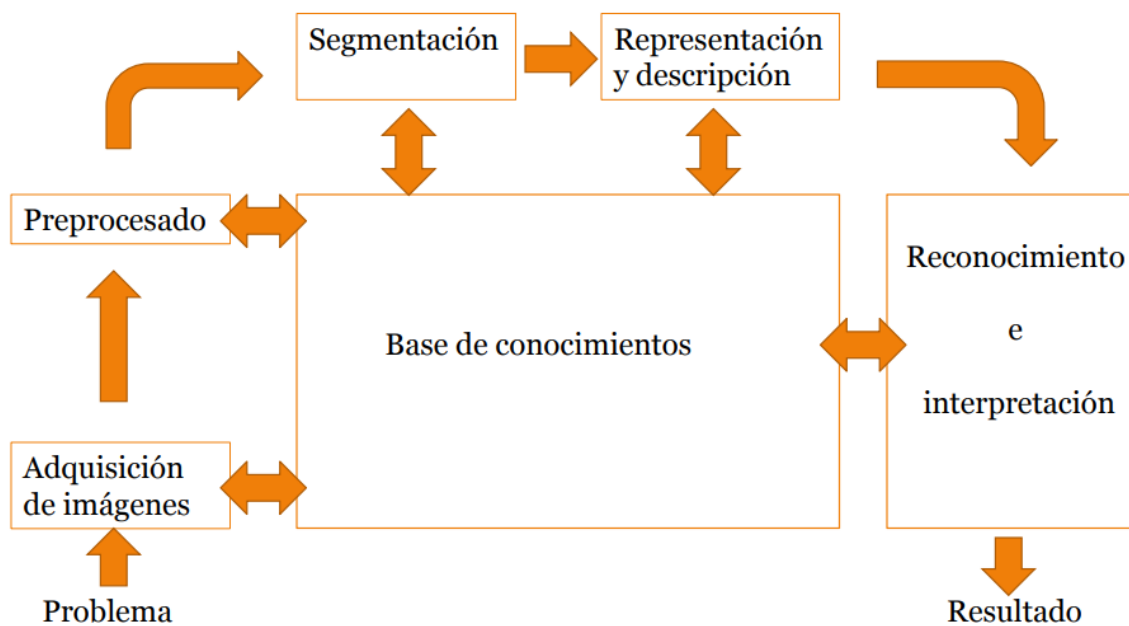 Segmentación
Representación
y descripción
Preprocesado
Reconocimiento
e
interpretación
Base de conocimientos
Adquisición
de imágenes
Problema
Resultado